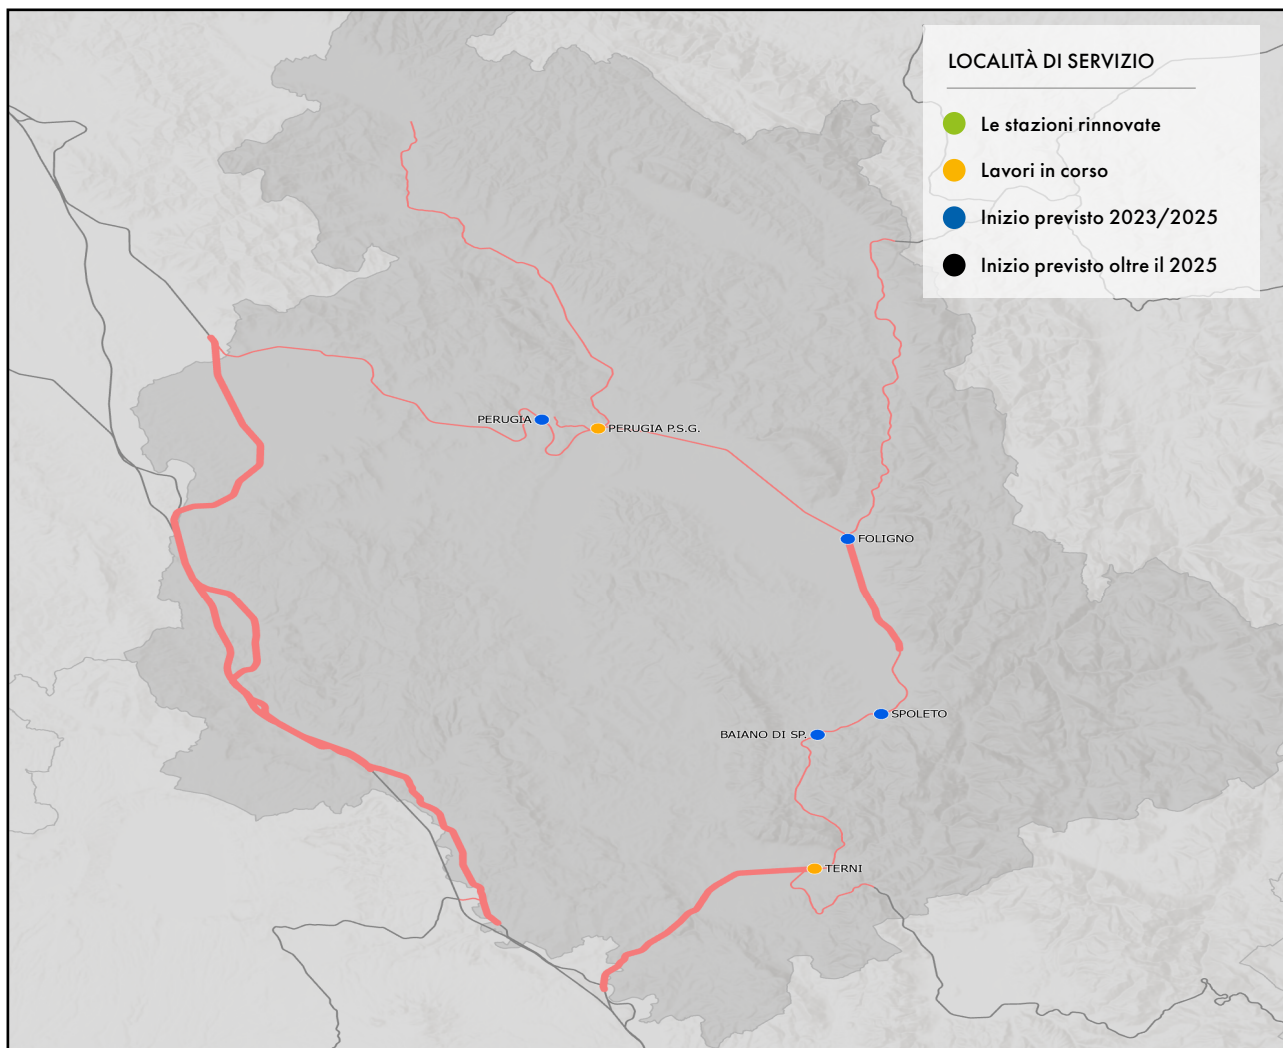 LOCALITÀ DI SERVIZIO
Le stazioni rinnovate
Lavori in corso
Inizio previsto 2023/2025
Inizio previsto oltre il 2025
PERUGIA
PERUGIA P.S.G.
FOLIGNO
SPOLETO
BAIANO DI SP.
TERNI